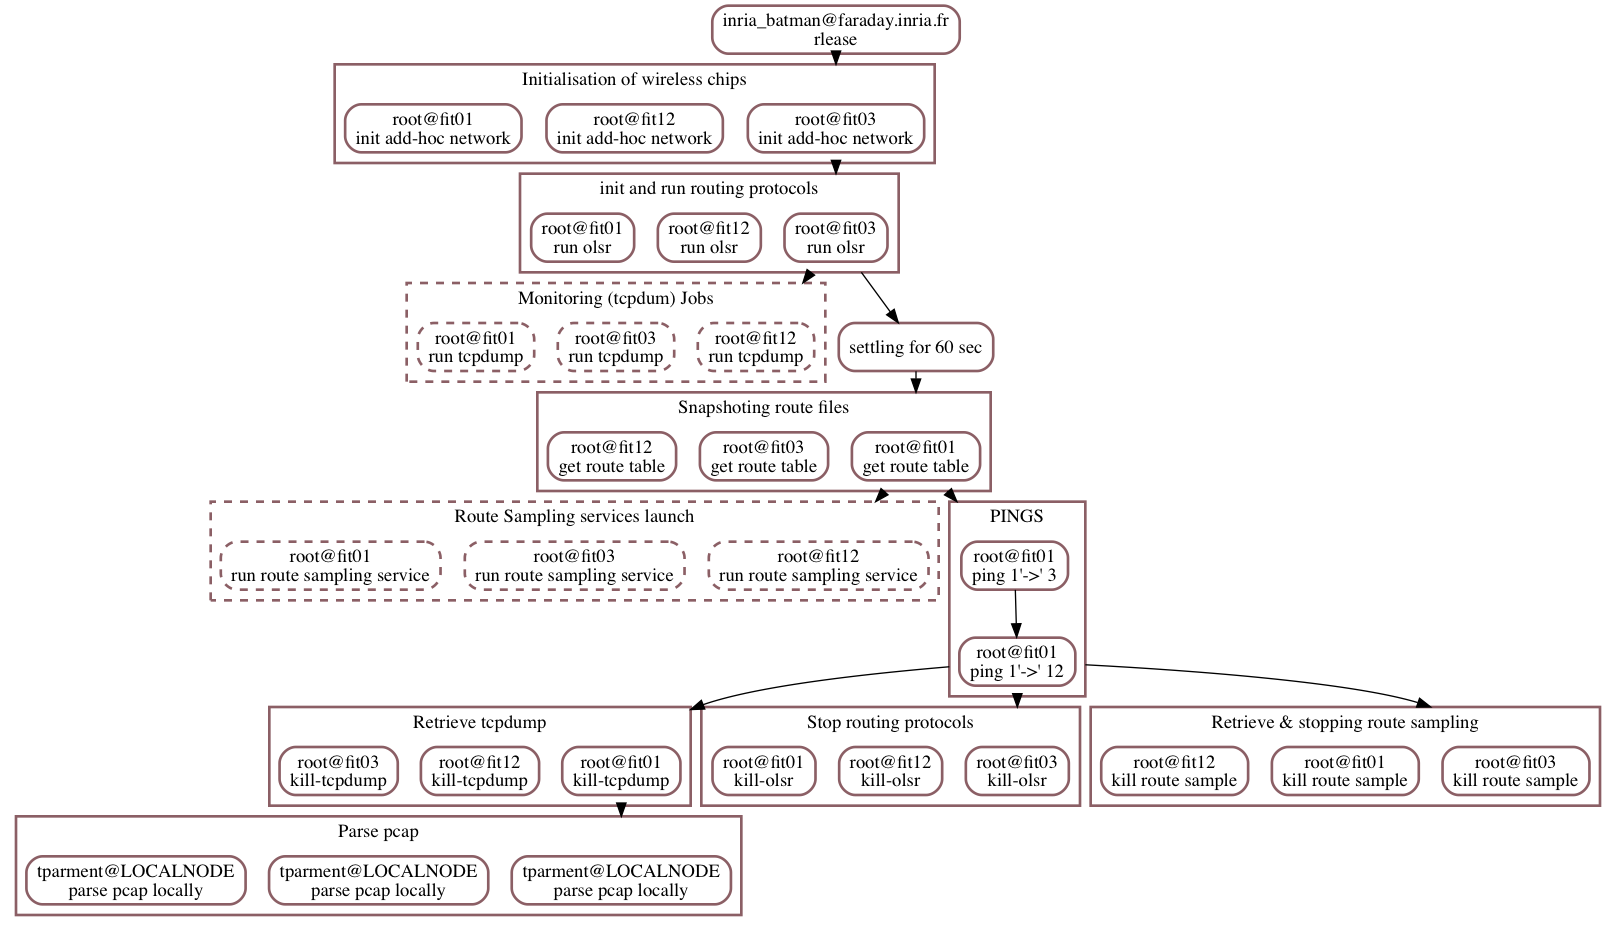 inria_batman@faraday.inria.fr
rlease
Initialisation of wireless chips
root@fit01
init add-hoc network
root@fit12
init add-hoc network
root@fit03
init add-hoc network
init and run routing protocols
root@fit01
run olsr
root@fit12
run olsr
root@fit03
run olsr
Monitoring (tcpdum) Jobs
root@fit01
run tcpdump
root@fit03
run tcpdump
root@fit12
run tcpdump
settling for 60 sec
Snapshoting route files
root@fit12
get route table
root@fit03
get route table
root@fit01
get route table
Route Sampling services launch
root@fit01
run route sampling service
root@fit03
run route sampling service
root@fit12
run route sampling service
PINGS
root@fit01
ping 1'->' 3
root@fit01
ping 1'->' 12
Retrieve tcpdump
root@fit03
kill-tcpdump
root@fit12
kill-tcpdump
root@fit01
kill-tcpdump
Stop routing protocols
root@fit01
kill-olsr
root@fit12
kill-olsr
root@fit03
kill-olsr
Retrieve & stopping route sampling
root@fit12
kill route sample
root@fit01
kill route sample
root@fit03
kill route sample
Parse pcap
tparment@LOCALNODE
parse pcap locally
tparment@LOCALNODE
parse pcap locally
tparment@LOCALNODE
parse pcap locally